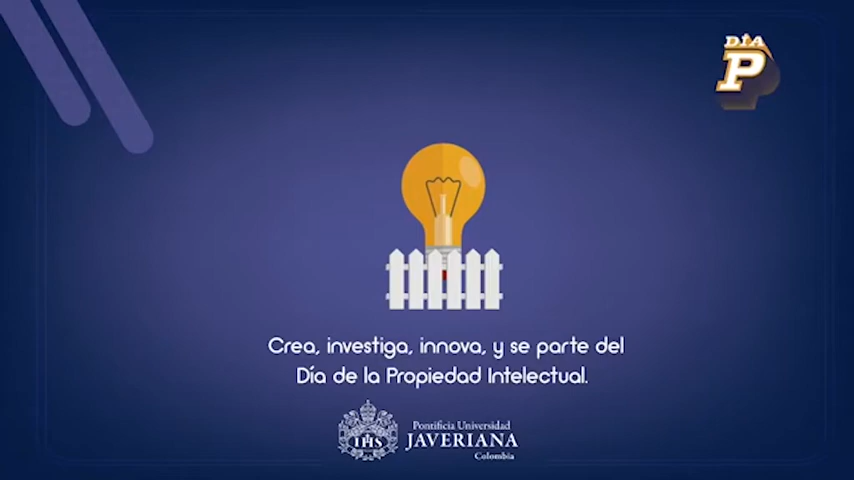 DÍA
P
Crea, investiga, innova, y se parte del
Día de la Propiedad Intelectual.
IHS
Pontificia Universidad
JAVERIANA
Colombia